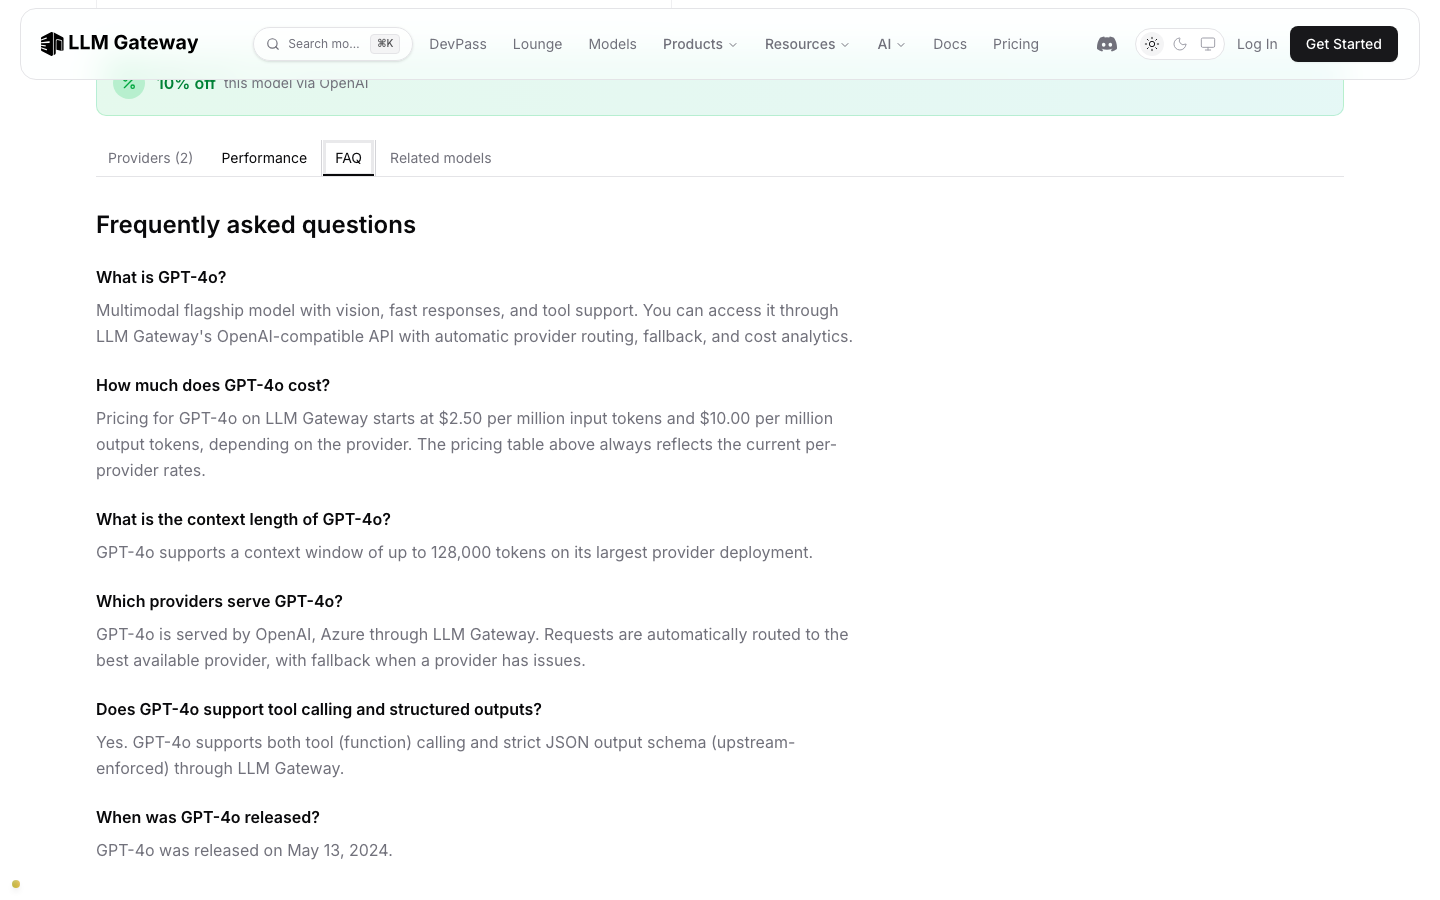 LLM Gateway
Search mo... ⌘K
DevPass
Lounge
Models
Products
Resources
AI
Docs
Pricing
Log In
Get Started
10% off this model via OpenAI
Providers (2)
Performance
FAQ
Related models
Frequently asked questions
What is GPT-4o?
Multimodal flagship model with vision, fast responses, and tool support. You can access it through
LLM Gateway's OpenAI-compatible API with automatic provider routing, fallback, and cost analytics.
How much does GPT-4o cost?
Pricing for GPT-4o on LLM Gateway starts at $2.50 per million input tokens and $10.00 per million
output tokens, depending on the provider. The pricing table above always reflects the current per-
provider rates.
What is the context length of GPT-4o?
GPT-4o supports a context window of up to 128,000 tokens on its largest provider deployment.
Which providers serve GPT-4o?
GPT-4o is served by OpenAI, Azure through LLM Gateway. Requests are automatically routed to the
best available provider, with fallback when a provider has issues.
Does GPT-4o support tool calling and structured outputs?
Yes. GPT-4o supports both tool (function) calling and strict JSON output schema (upstream-
enforced) through LLM Gateway.
When was GPT-4o released?
GPT-4o was released on May 13, 2024.